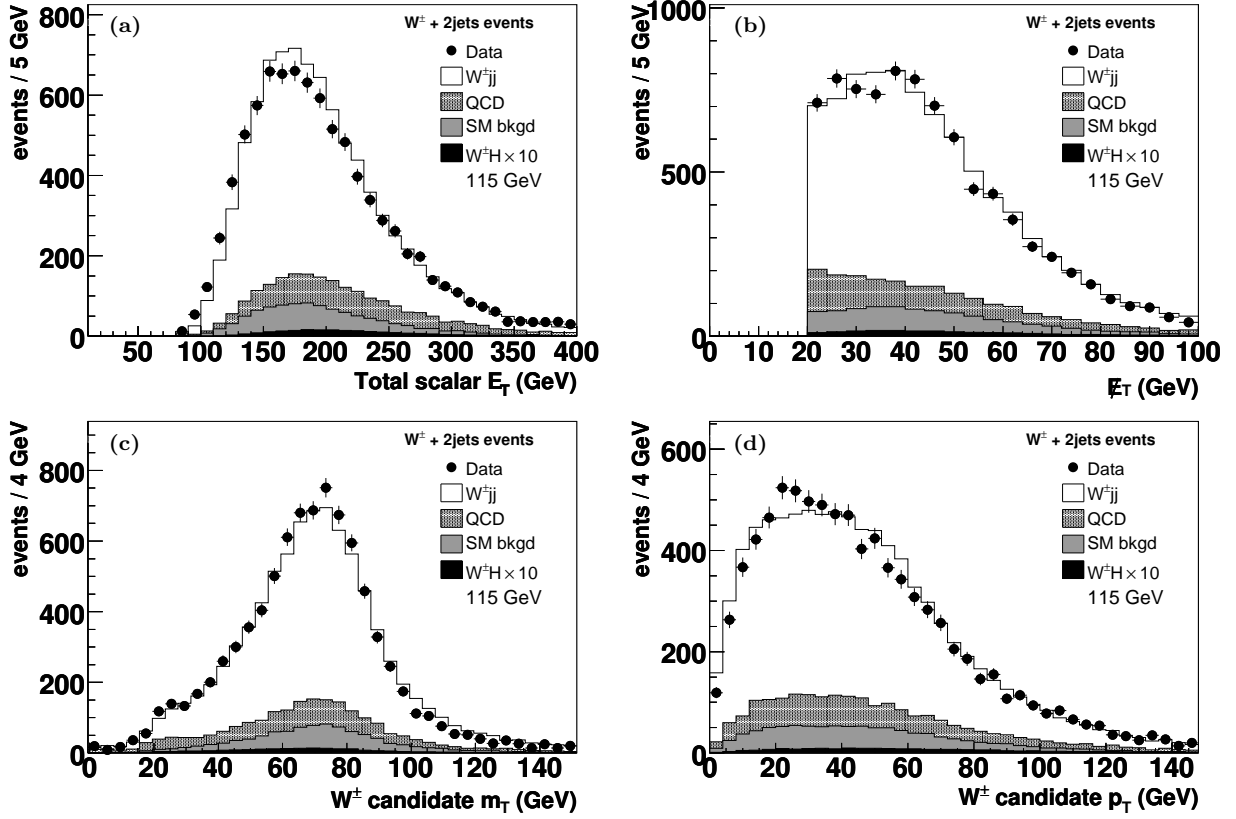 (a)
W± + 2jets events
Data
W±jj
QCD
SM bkgd
W±H×10
115 GeV
events / 5 GeV
800
600
400
200
0
50 100 150 200 250 300 350 400
Total scalar E_T (GeV)
(b)
W± + 2jets events
Data
W±jj
QCD
SM bkgd
W±H×10
115 GeV
events / 5 GeV
1000
500
0
0 10 20 30 40 50 60 70 80 90 100
E̸_T (GeV)
(c)
W± + 2jets events
Data
W±jj
QCD
SM bkgd
W±H×10
115 GeV
events / 4 GeV
800
600
400
200
0
0 20 40 60 80 100 120 140
W± candidate m_T (GeV)
(d)
W± + 2jets events
Data
W±jj
QCD
SM bkgd
W±H×10
115 GeV
events / 4 GeV
600
450
300
150
0
0 20 40 60 80 100 120 140
W± candidate p_T (GeV)